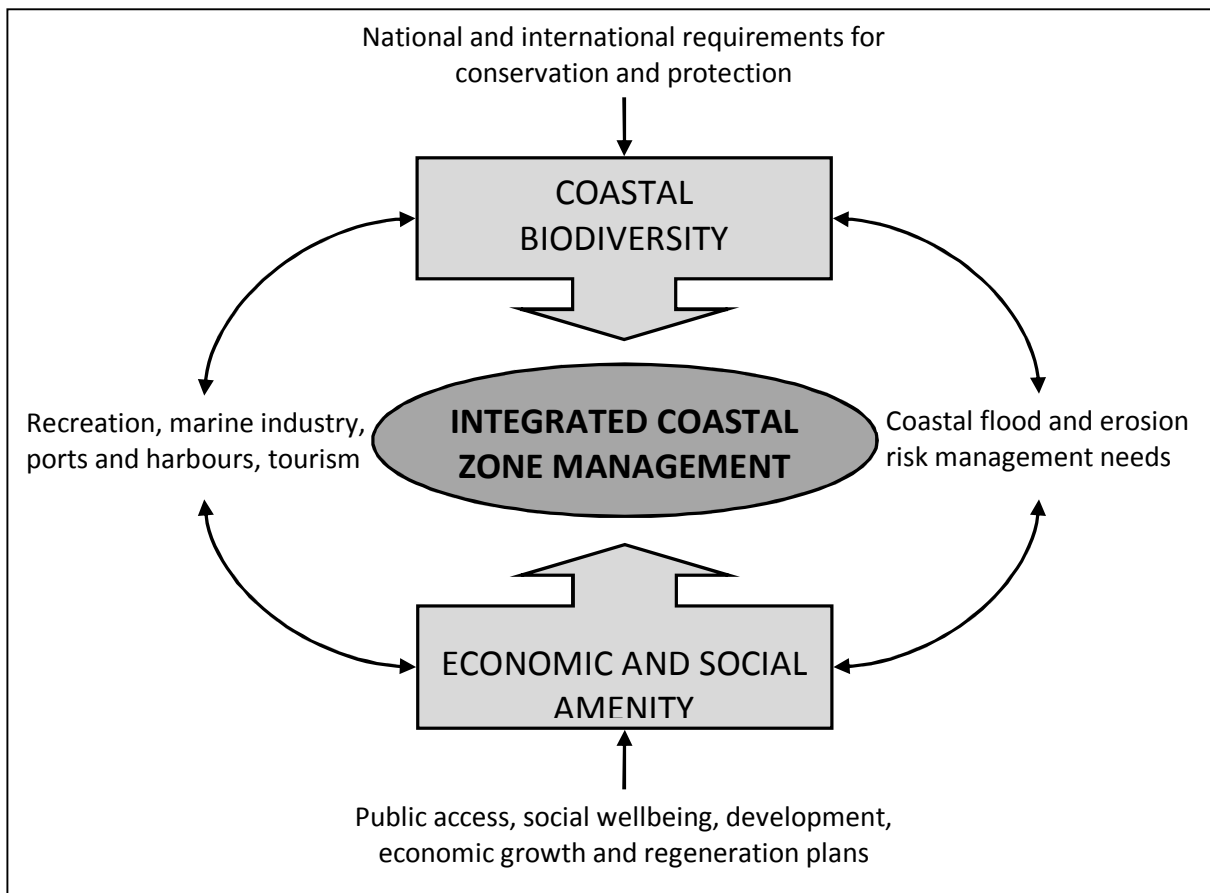 National and international requirements for
conservation and protection
COASTAL
BIODIVERSITY
Recreation, marine industry,
ports and harbours, tourism
INTEGRATED COASTAL
ZONE MANAGEMENT
Coastal flood and erosion
risk management needs
ECONOMIC AND SOCIAL
AMENITY
Public access, social wellbeing, development,
economic growth and regeneration plans